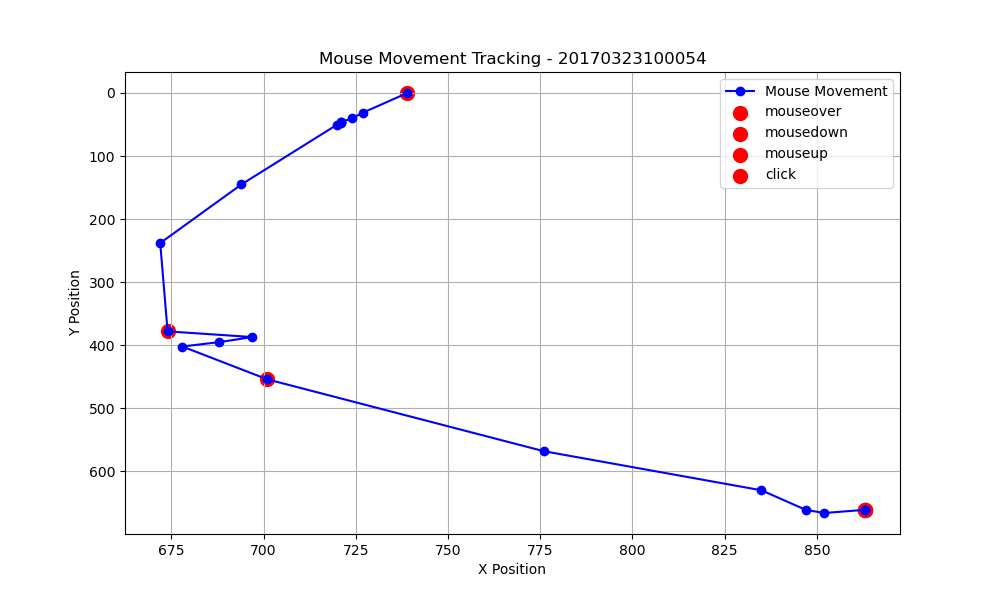 Mouse Movement Tracking - 20170323100054
Mouse Movement
mouseover
mousedown
mouseup
click
Y Position
0
100
200
300
400
500
600
675
700
725
750
775
800
825
850
X Position